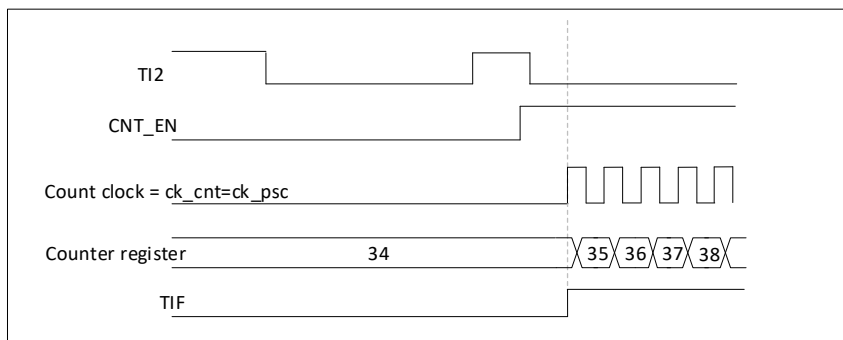 TI2
CNT_EN
Count clock = ck_cnt=ck_psc
Counter register 34 35 36 37 38
TIF